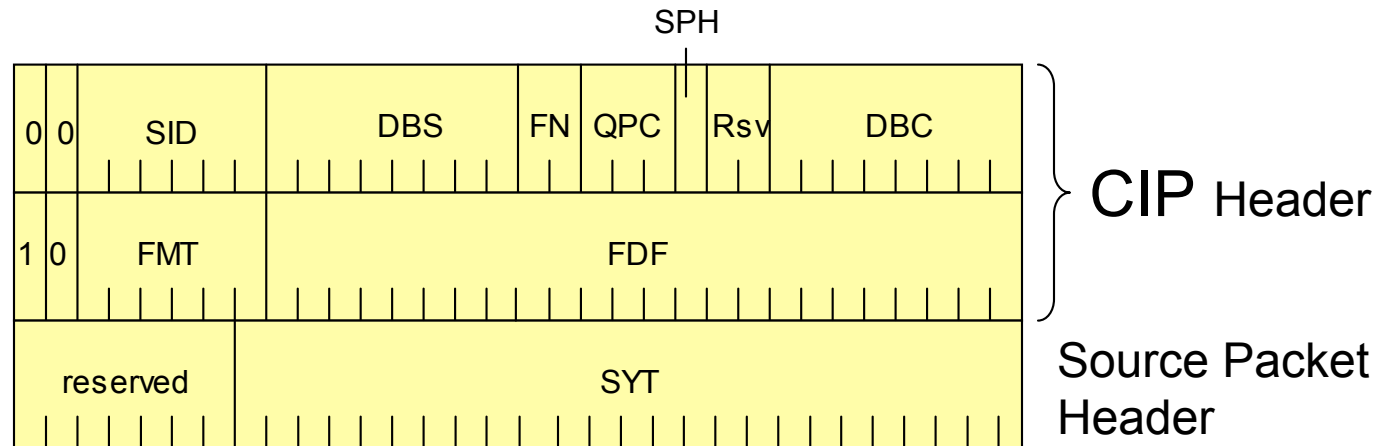 SPH
0 0 SID DBS FN QPC Rsv DBC
CIP Header
1 0 FMT FDF
reserved SYT
Source Packet
Header